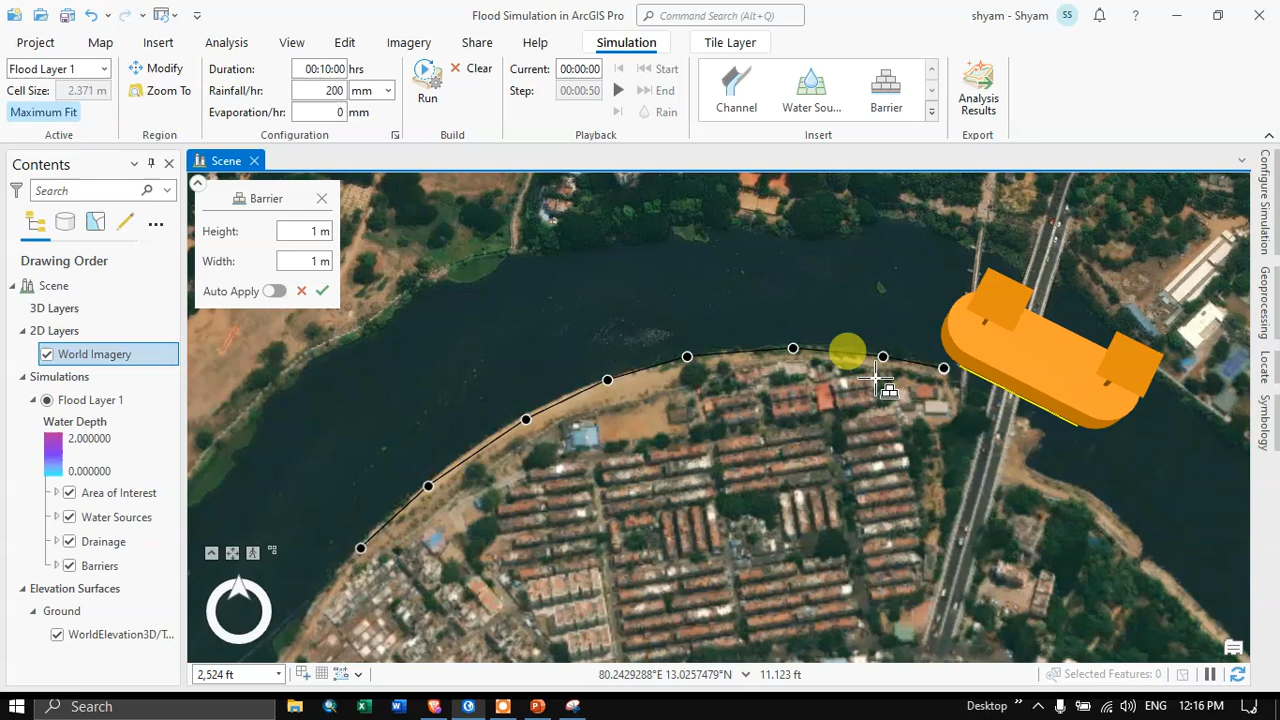 Flood Simulation in ArcGIS Pro
Command Search (Alt+Q)
shyam - Shyam
SS
?
Project
Map
Insert
Analysis
View
Edit
Imagery
Share
Help
Simulation
Tile Layer
Flood Layer 1
Cell Size: 2.371 m
Maximum Fit
Active
Modify
Zoom
Region
Duration: 00:10:00 hrs
Rainfall/hr: 200 mm
Evaporation/hr: 0 mm
Configuration
Run
Clear
Build
Current: 00:00:00
Step: 00:00:50
Start
End
Rain
Playback
Channel
Water Sou...
Barrier
Insert
Analysis Results
Export
Contents
Search
Drawing Order
Scene
3D Layers
2D Layers
World Imagery
Simulations
Flood Layer 1
Water Depth
2.000000
0.000000
Area of Interest
Water Sources
Drainage
Barriers
Elevation Surfaces
Ground
WorldElevation3D/T...
Scene
Barrier
Height: 1 m
Width: 1 m
Auto Apply
Configure Simulation
Geoprocessing
Locate
Symbology
2,524 ft
80.2429288°E 13.0257479°N
11.123 ft
Selected Features: 0
Search
Desktop
ENG
12:16 PM